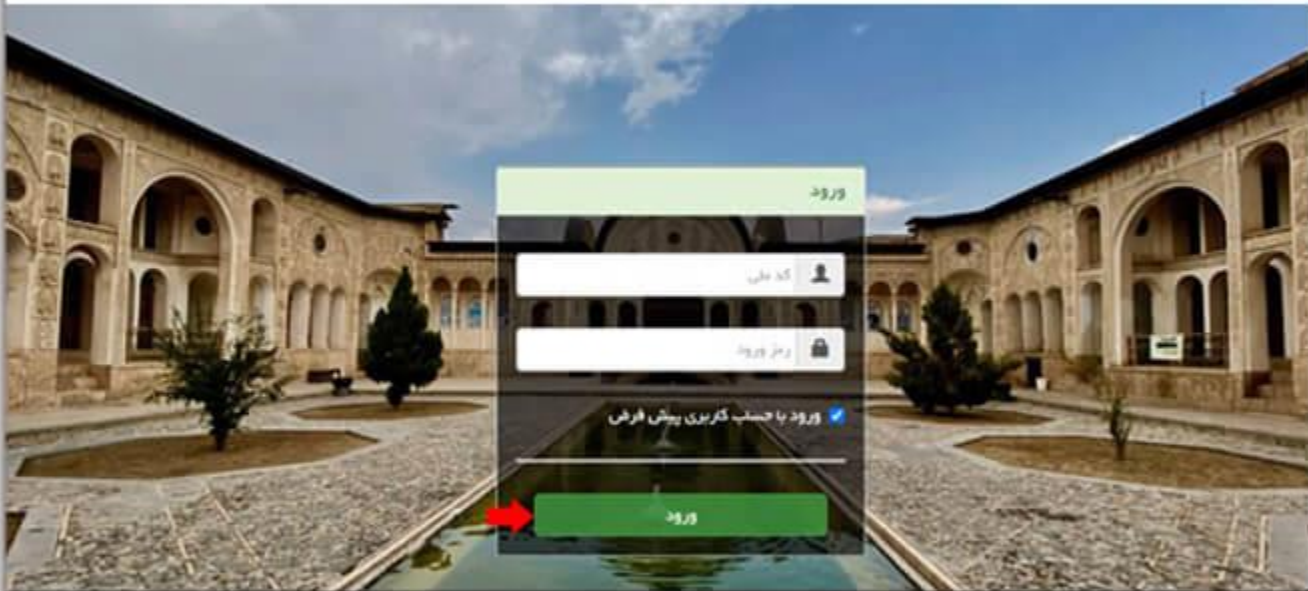 ورود
کد ملی
رمز ورود
ورود با حساب کاربری پیش فرض
ورود